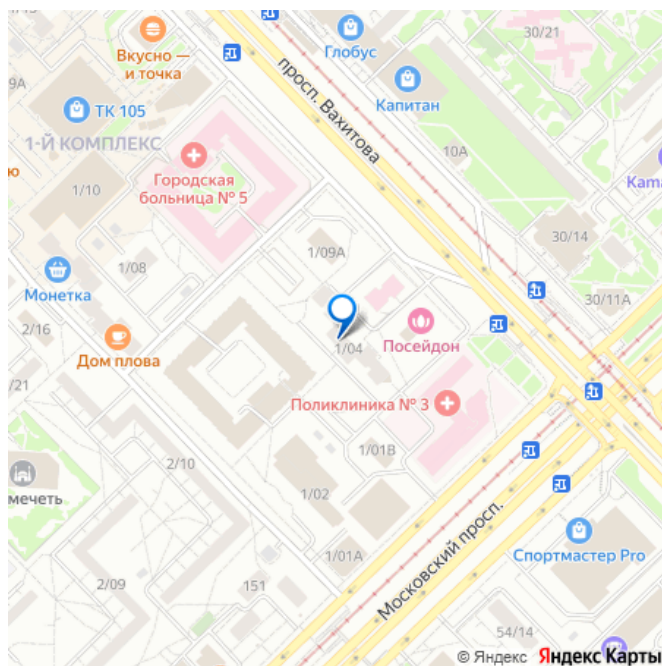 1/15
Вкусно —
и точка
Глобус
30/21
просп. Вахитова
Капитан
9А
ТК 105
1-Й КОМПЛЕКС
10А
Городская
больница № 5
1/10
ю
Кама
30/14
1/09А
1/08
Монетка
30/11А
2/16
Посейдон
1/04
Дом плова
/21
Поликлиника № 3
1/01В
2/10
мечеть
1/02
Московский просп.
Спортмастер Pro
1/01А
2/09
151
54/14
© Яндекс Яндекс Карты